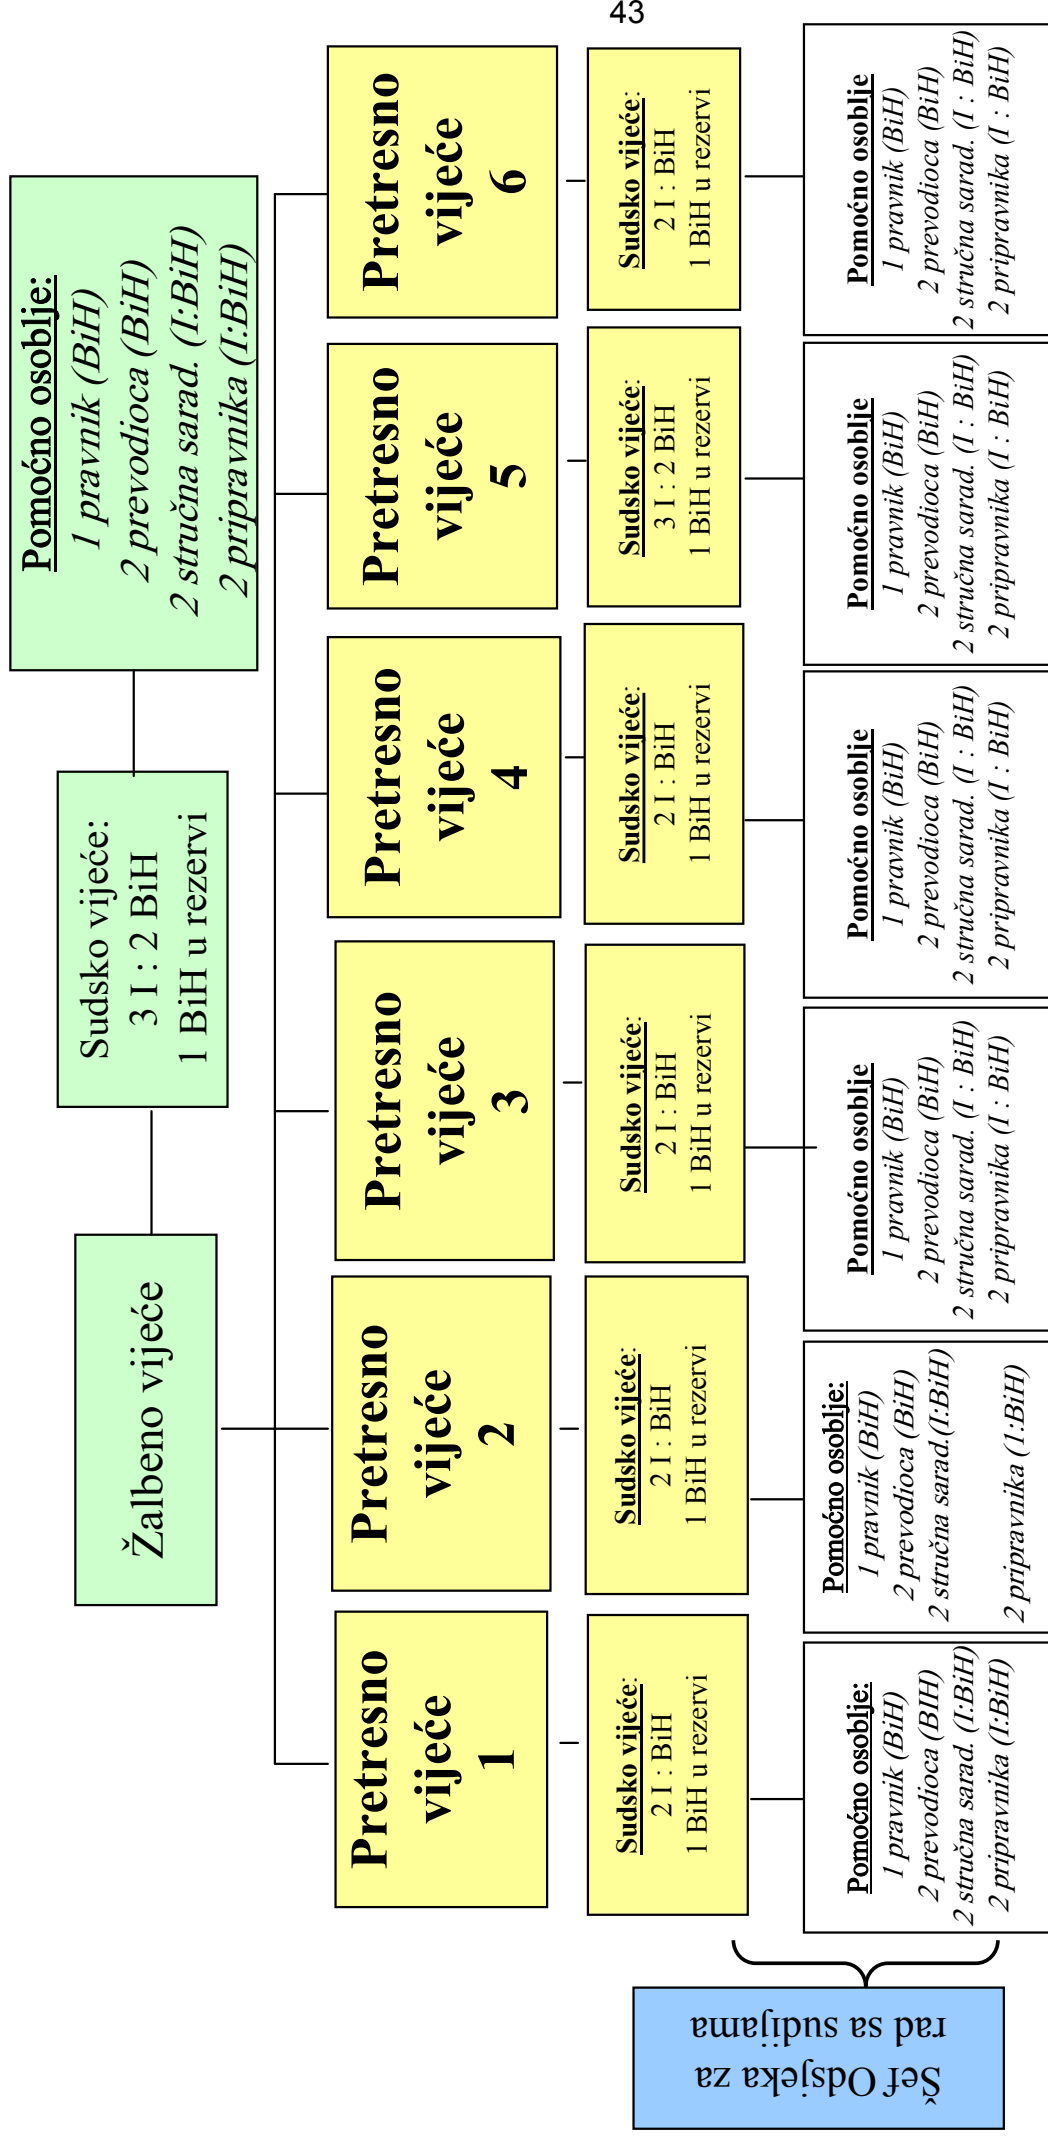 43
Žalbeno vijeće
Sudsko vijeće:
3 I : 2 BiH
1 BiH u rezervi
Pomoćno osoblje:
1 pravnik (BiH)
2 prevodioca (BiH)
2 stručna sarad. (I:BiH)
2 pripravnika (I:BiH)
Pretresno
vijeće
1
Pretresno
vijeće
2
Pretresno
vijeće
3
Pretresno
vijeće
4
Pretresno
vijeće
5
Pretresno
vijeće
6
Sudsko vijeće:
2 I : BiH
1 BiH u rezervi
Sudsko vijeće:
2 I : BiH
1 BiH u rezervi
Sudsko vijeće:
2 I : BiH
1 BiH u rezervi
Sudsko vijeće:
2 I : BiH
1 BiH u rezervi
Sudsko vijeće:
3 I : 2 BiH
1 BiH u rezervi
Sudsko vijeće:
2 I : BiH
1 BiH u rezervi
Pomoćno osoblje:
1 pravnik (BiH)
2 prevodioca (BIH)
2 stručna sarad. (I:BiH)
2 pripravnika (I:BiH)
Pomoćno osoblje:
1 pravnik (BiH)
2 prevodioca (BiH)
2 stručna sarad.(I:BiH)
2 pripravnika (1:BiH)
Pomoćno osoblje
1 pravnik (BiH)
2 prevodioca (BiH)
2 stručna sarad. (I : BiH)
2 pripravnika (I : BiH)
Pomoćno osoblje
1 pravnik (BiH)
2 prevodioca (BiH)
2 stručna sarad. (I : BiH)
2 pripravnika (I : BiH)
Pomoćno osoblje
1 pravnik (BiH)
2 prevodioca (BiH)
2 stručna sarad. (I : BiH)
2 pripravnika (I : BiH)
Pomoćno osoblje
1 pravnik (BiH)
2 prevodioca (BiH)
2 stručna sarad. (I : BiH)
2 pripravnika (I : BiH)
Šef Odsjeka za
rad sa sudijama